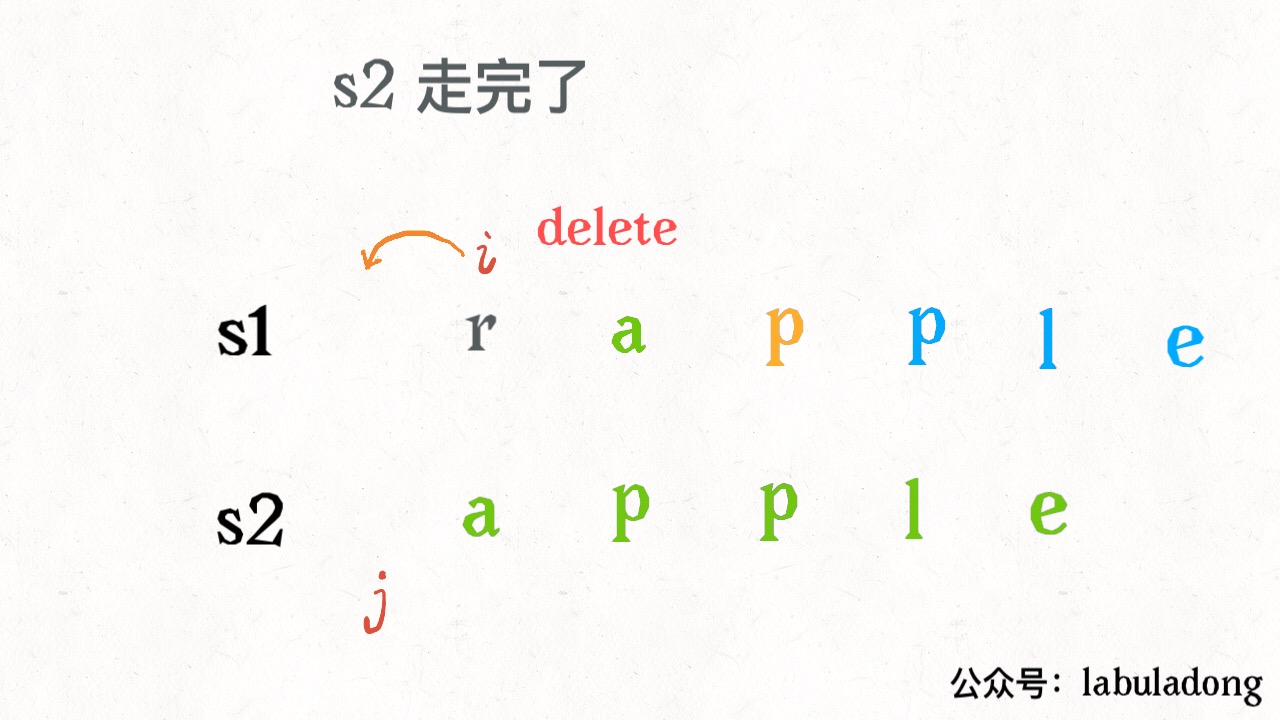 s2 走完了
i delete
s1 r a p p l e
s2 a p p l e
j
公众号：labuladong